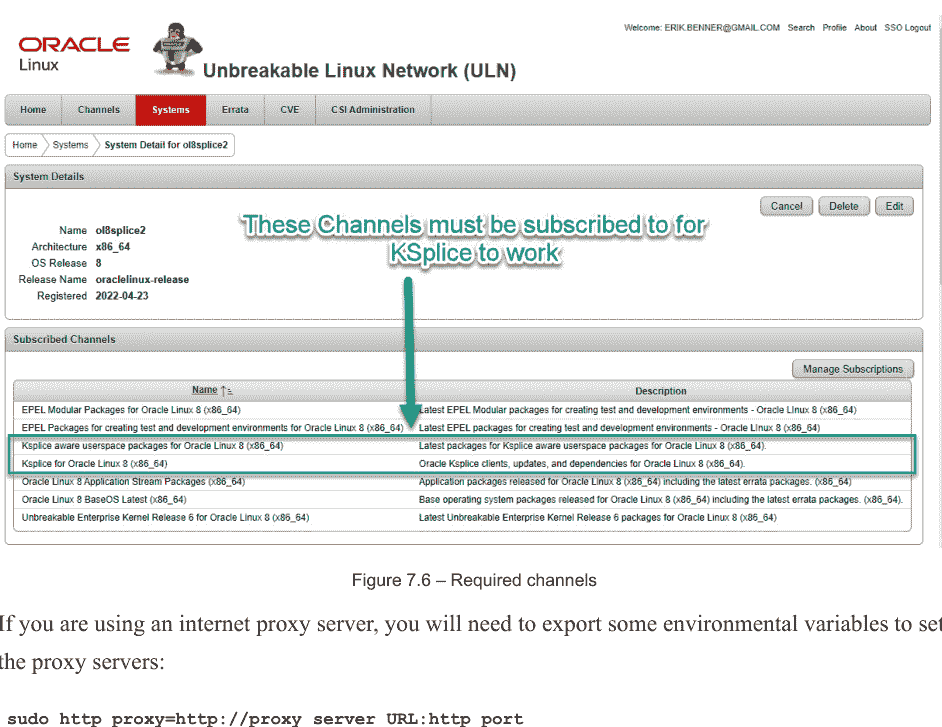 Welcome: ERIK.BENNER@GMAIL.COM Search Profile About SSO Logout
ORACLE
Linux
Unbreakable Linux Network (ULN)
Home Channels Systems Errata CVE CSI Administration
Home Systems System Detail for ol8splice2
System Details
Cancel Delete Edit
These Channels must be subscribed to for
KSplice to work
Name ol8splice2
Architecture x86_64
OS Release 8
Release Name oraclelinux-release
Registered 2022-04-23
Subscribed Channels
Manage Subscriptions
Name Description
EPEL Modular Packages for Oracle Linux 8 (x86_64) Latest EPEL Modular packages for creating test and development environments - Oracle Linux 8 (x86_64)
EPEL Packages for creating test and development environments for Oracle Linux 8 (x86_64) Latest EPEL packages for creating test and development environments - Oracle Linux 8 (x86_64)
Ksplice aware userspace packages for Oracle Linux 8 (x86_64) Latest packages for Ksplice aware userspace packages for Oracle Linux 8 (x86_64).
Ksplice for Oracle Linux 8 (x86_64) Oracle Ksplice clients, updates, and dependencies for Oracle Linux 8 (x86_64).
Oracle Linux 8 Application Stream Packages (x86_64) Application packages released for Oracle Linux 8 (x86_64) including the latest errata packages. (x86_64)
Oracle Linux 8 BaseOS Latest (x86_64) Base operating system packages released for Oracle Linux 8 (x86_64) including the latest errata packages. (x86_64).
Unbreakable Enterprise Kernel Release 6 for Oracle Linux 8 (x86_64) Latest Unbreakable Enterprise Kernel Release 6 packages for Oracle Linux 8 (x86_64)
Figure 7.6 – Required channels
If you are using an internet proxy server, you will need to export some environmental variables to set
the proxy servers:
sudo http_proxy=http://proxy_server_URL:http_port